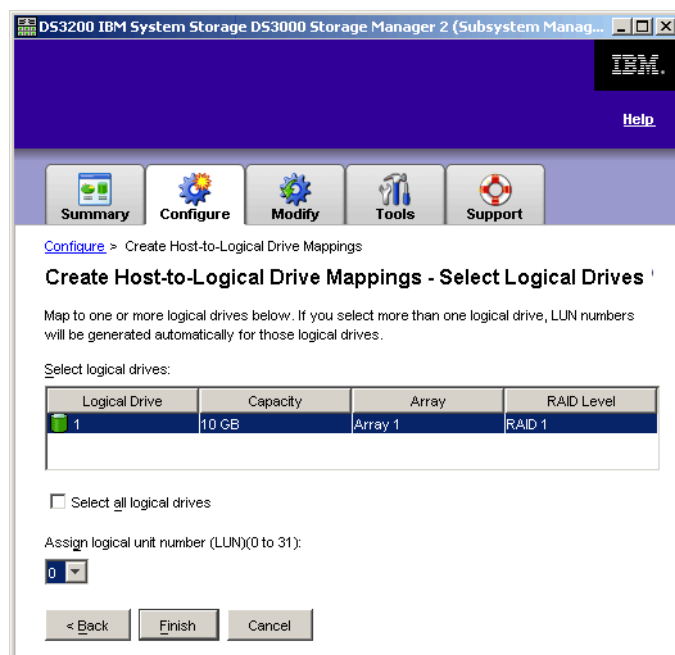 DS3200 IBM System Storage DS3000 Storage Manager 2 (Subsystem Manag...
IBM.
Help
Summary
Configure
Modify
Tools
Support
Configure > Create Host-to-Logical Drive Mappings
Create Host-to-Logical Drive Mappings - Select Logical Drives
Map to one or more logical drives below. If you select more than one logical drive, LUN numbers
will be generated automatically for those logical drives.
Select logical drives:
Logical Drive Capacity Array RAID Level
1 10 GB Array 1 RAID 1
Select all logical drives
Assign logical unit number (LUN)(0 to 31):
0
< Back Finish Cancel